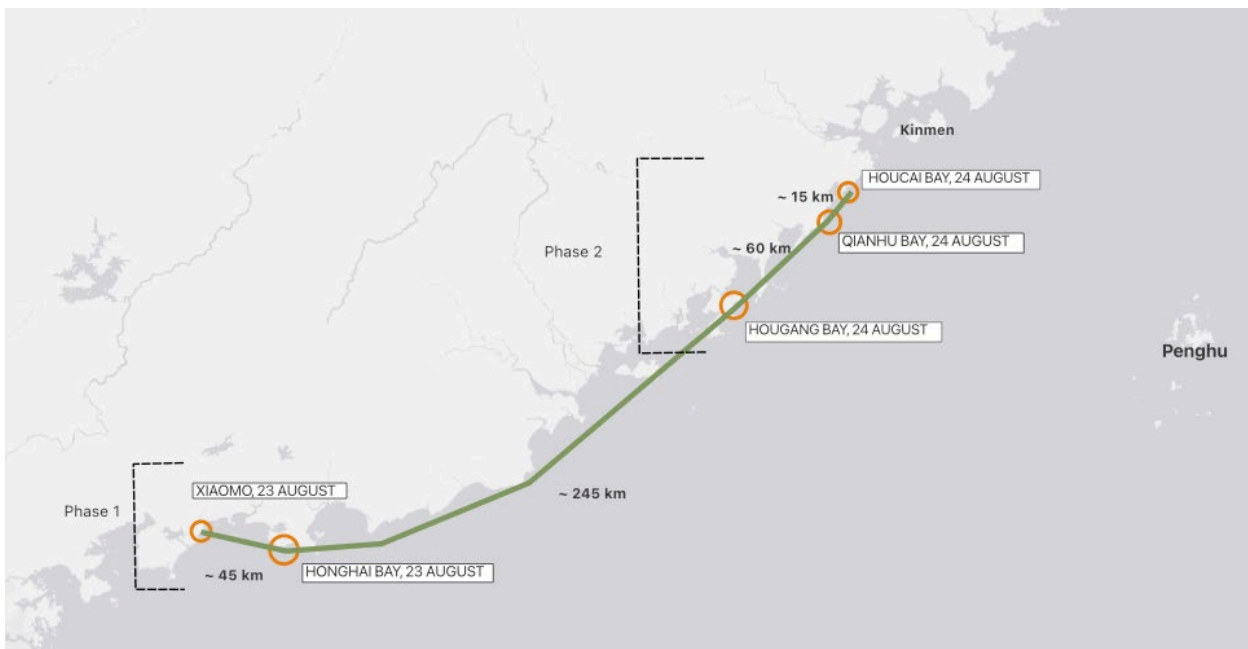 Kinmen
HOUCAI BAY, 24 AUGUST
~ 15 km
QIANHU BAY, 24 AUGUST
~ 60 km
Phase 2
HOUGANG BAY, 24 AUGUST
Penghu
XIAOMO, 23 AUGUST
~ 245 km
Phase 1
HONGHAI BAY, 23 AUGUST
~ 45 km